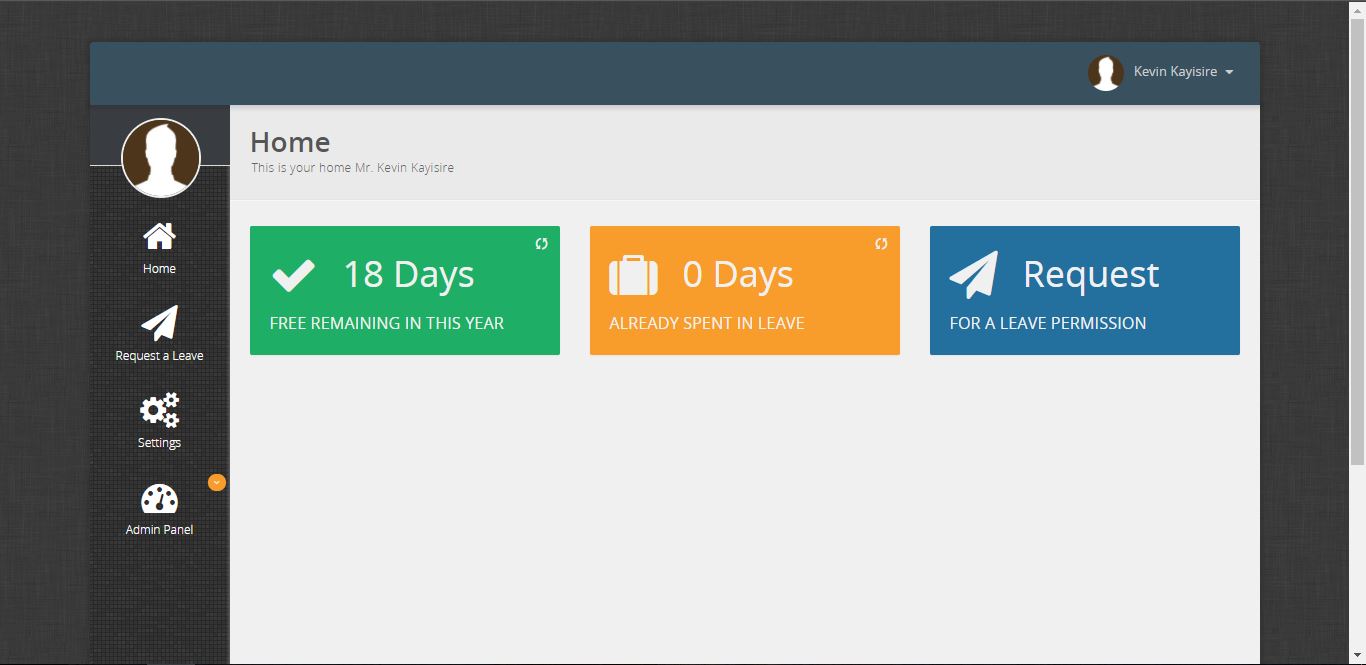 Kevin Kayisire
Home
This is your home Mr. Kevin Kayisire
Home
Request a Leave
Settings
Admin Panel
18 Days
FREE REMAINING IN THIS YEAR
0 Days
ALREADY SPENT IN LEAVE
Request
FOR A LEAVE PERMISSION